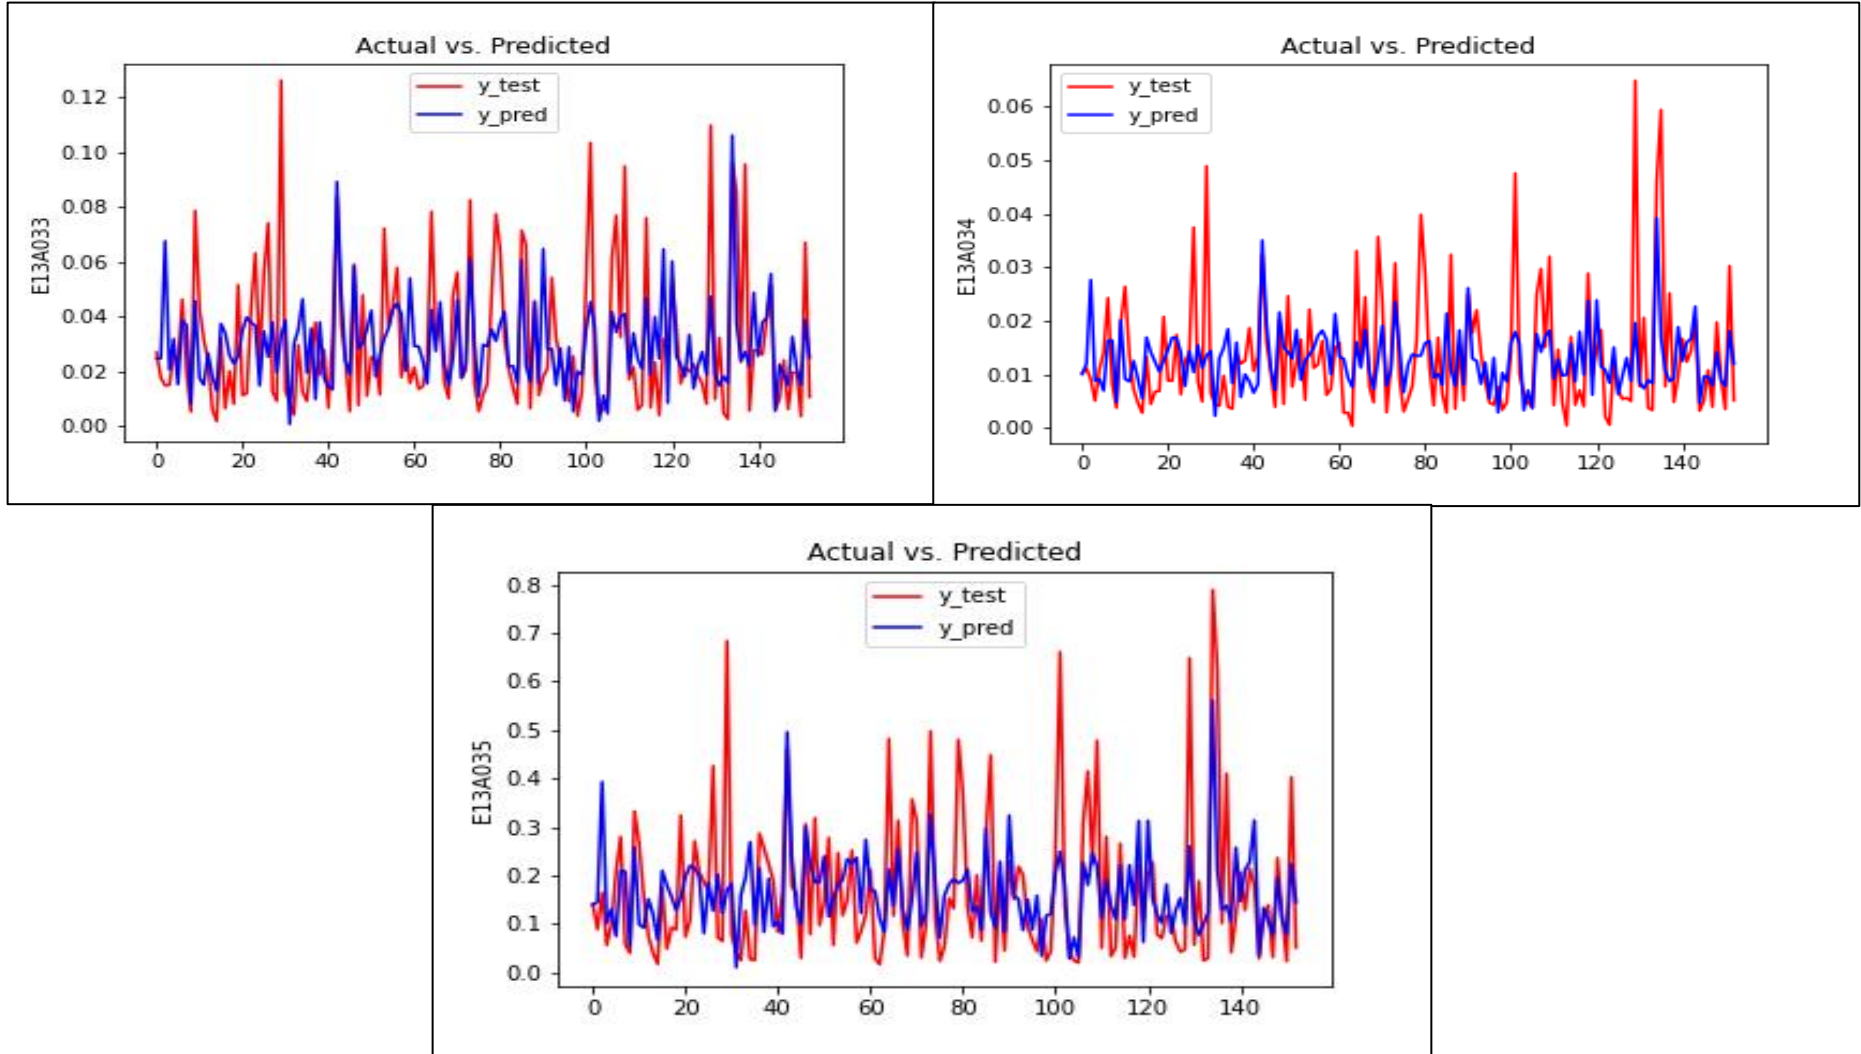 Actual vs. Predicted
y_test
y_pred
E13A033
0.12
0.10
0.08
0.06
0.04
0.02
0.00
0 20 40 60 80 100 120 140
Actual vs. Predicted
y_test
y_pred
E13A034
0.06
0.05
0.04
0.03
0.02
0.01
0.00
0 20 40 60 80 100 120 140
Actual vs. Predicted
y_test
y_pred
E13A035
0.8
0.7
0.6
0.5
0.4
0.3
0.2
0.1
0.0
0 20 40 60 80 100 120 140